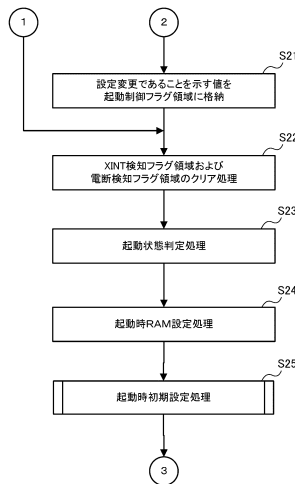 1
2
S21
設定変更であることを示す値を
起動制御フラグ領域に格納
S22
XINT検知フラグ領域および
電断検知フラグ領域のクリア処理
S23
起動状態判定処理
S24
起動時RAM設定処理
S25
起動時初期設定処理
3